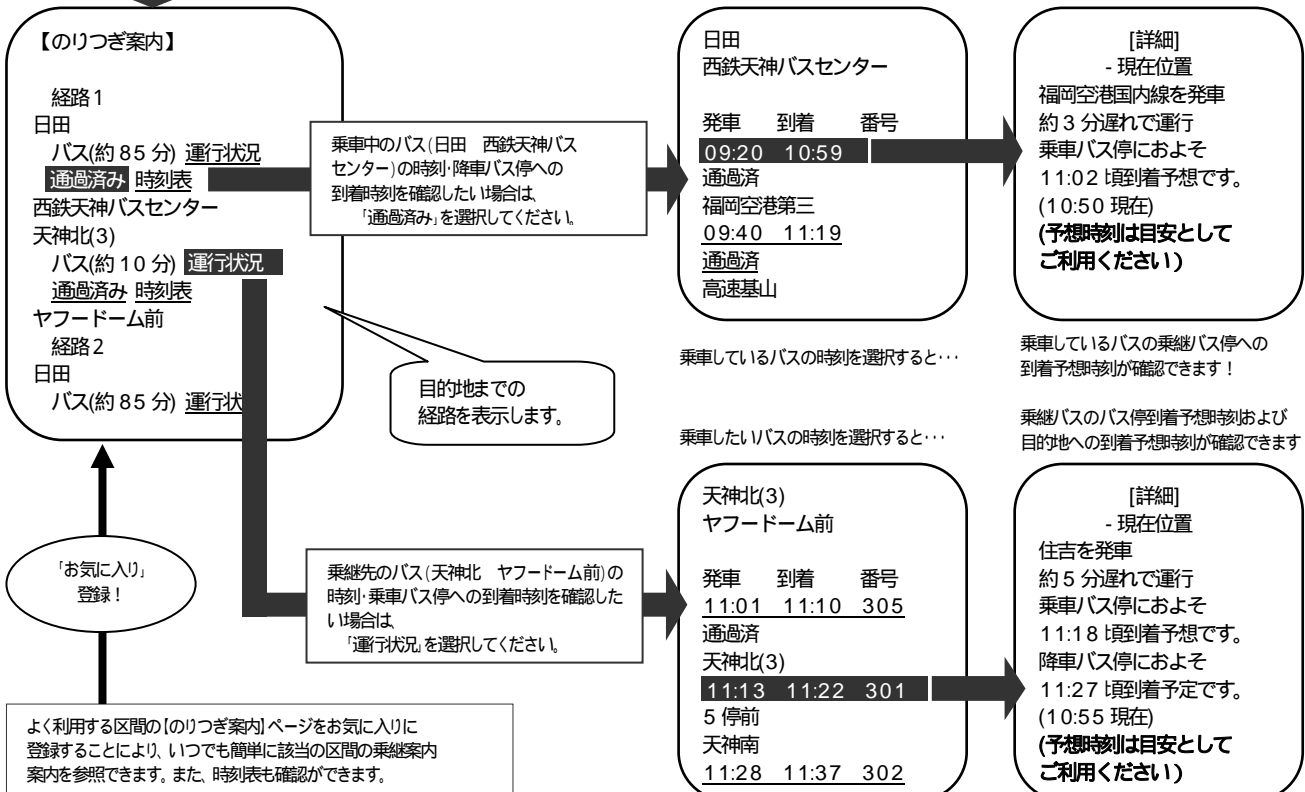 【のりつぎ案内】
経路1
日田
バス(約85分) 運行状況
通過済み 時刻表
西鉄天神バスセンター
天神北(3)
バス(約10分) 運行状況
通過済み 時刻表
ヤフードーム前
経路2
日田
バス(約85分) 運行状
乗車中のバス(日田 西鉄天神バス
センター)の時刻・降車バス停への
到着時刻を確認したい場合は、
「通過済み」を選択してください。
目的地までの
経路を表示します。
日田
西鉄天神バスセンター
発車 到着 番号
09:20 10:59
通過済
福岡空港第三
09:40 11:19
通過済
高速基山
[詳細]
- 現在位置
福岡空港国内線を発車
約3分遅れで運行
乗車バス停におよそ
11:02頃到着予想です。
(10:50 現在)
(予想時刻は目安として
ご利用ください)
乗車しているバスの時刻を選択すると・・・
乗車しているバスの乗継バス停への
到着予想時刻が確認できます！
乗車したいバスの時刻を選択すると・・・
乗継バスのバス停到着予想時刻および
目的地への到着予想時刻が確認できます
「お気に入り」
登録！
乗継先のバス(天神北 ヤフードーム前)の
時刻・乗車バス停への到着時刻を確認した
い場合は、
「運行状況」を選択してください。
天神北(3)
ヤフードーム前
発車 到着 番号
11:01 11:10 305
通過済
天神北(3)
11:13 11:22 301
5停前
天神南
11:28 11:37 302
[詳細]
- 現在位置
住吉を発車
約5分遅れで運行
乗車バス停におよそ
11:18頃到着予想です。
降車バス停におよそ
11:27頃到着予定です。
(10:55 現在)
(予想時刻は目安として
ご利用ください)
よく利用する区間の【のりつぎ案内】ページをお気に入りに
登録することにより、いつでも簡単に該当の区間の乗継案内
案内を参照できます。また、時刻表も確認ができます。